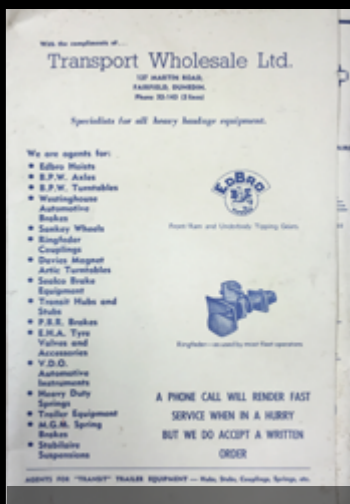 With the compliments of...
Transport Wholesale Ltd.
137 MARTIN ROAD,
FAIRFIELD, DUNEDIN.
Phone 30-140 (3 lines)
Specialists for all heavy haulage equipment.
We are agents for:
• Edbro Hoists
• B.P.W. Axles
• B.P.W. Turntables
• Westinghouse
Automotive
Brakes
• Sankey Wheels
• Ringfeder
Couplings
• Davies Magnet
Artic Turntables
• Sealco Brake
Equipment
• Transit Hubs and
Stubs
• P.B.R. Brakes
• E.H.A. Tyre
Valves and
Accessories
• V.D.O.
Automotive
Instruments
• Heavy Duty
Springs
• Trailer Equipment
• M.G.M. Spring
Brakes
• Stabilaire
Suspensions
EDBRO
Front Ram and Underbody Tipping Gears.
Ringfeder—as used by most fleet operators.
A PHONE CALL WILL RENDER FAST
SERVICE WHEN IN A HURRY
BUT WE DO ACCEPT A WRITTEN
ORDER
AGENTS FOR "TRANSIT" TRAILER EQUIPMENT — Hubs, Stubs, Couplings, Springs, etc.